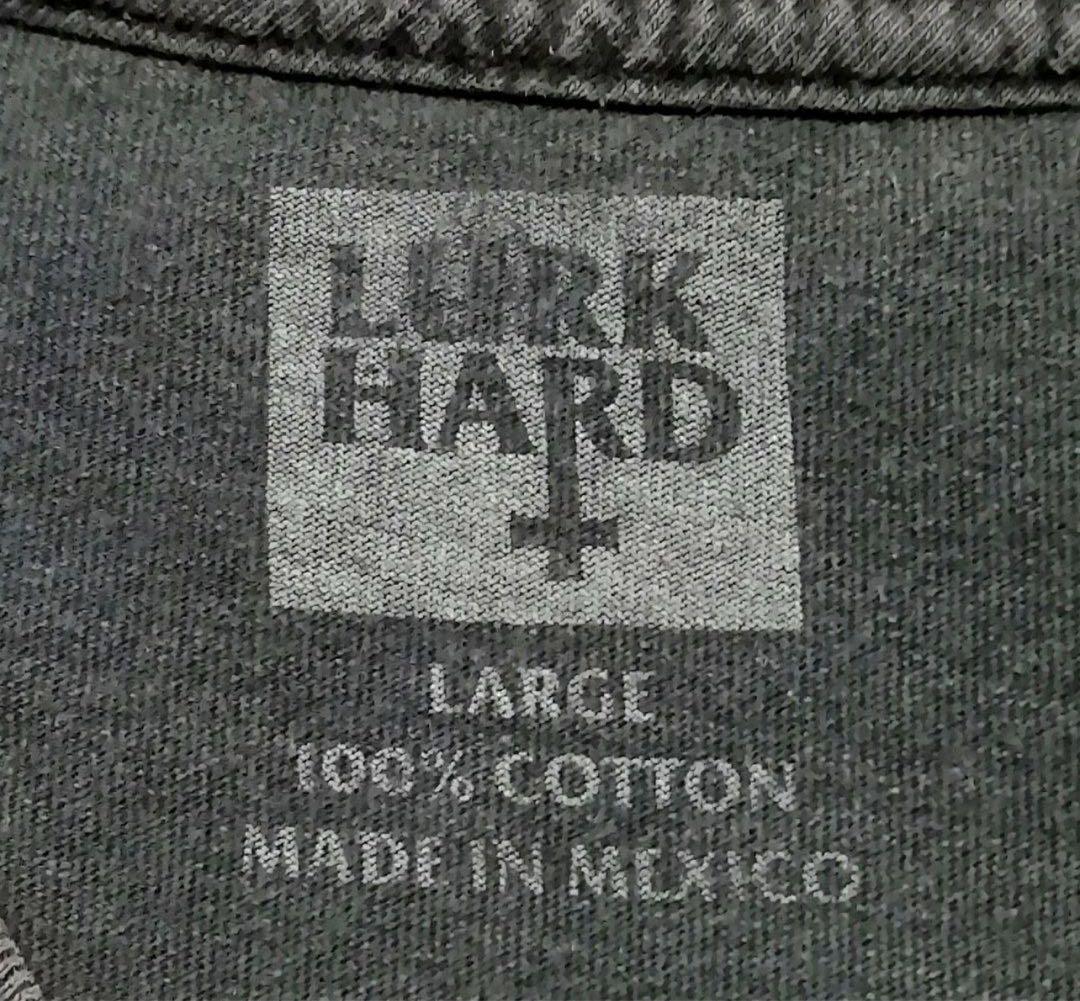 LURK
HARD
LARGE
100% COTTON
MADE IN MEXICO